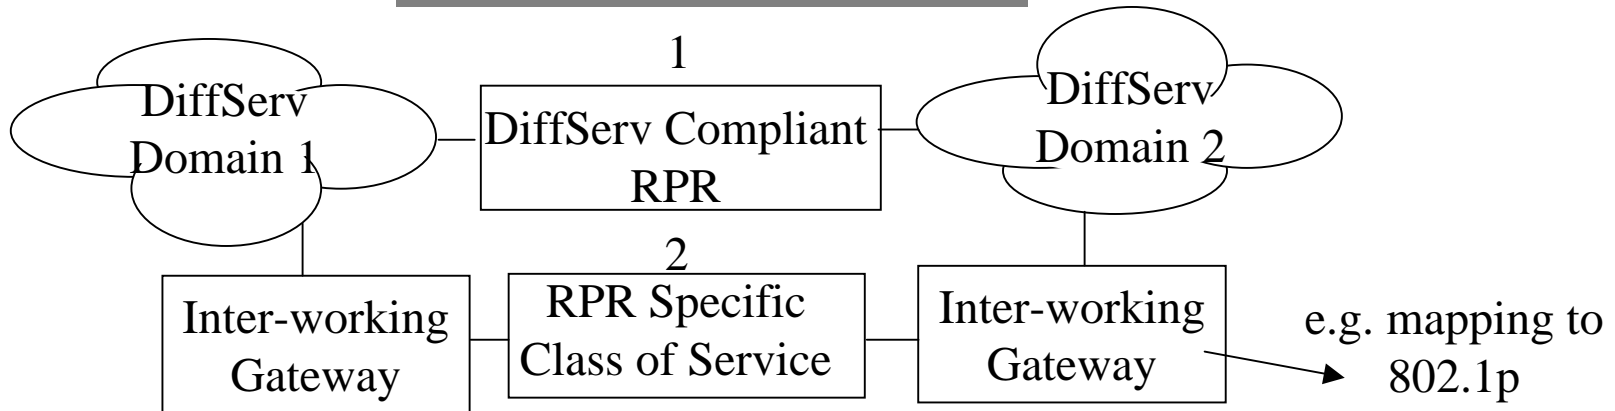 1
DiffServ
Domain 1
DiffServ Compliant
RPR
DiffServ
Domain 2
2
Inter-working
Gateway
RPR Specific
Class of Service
Inter-working
Gateway
e.g. mapping to
802.1p